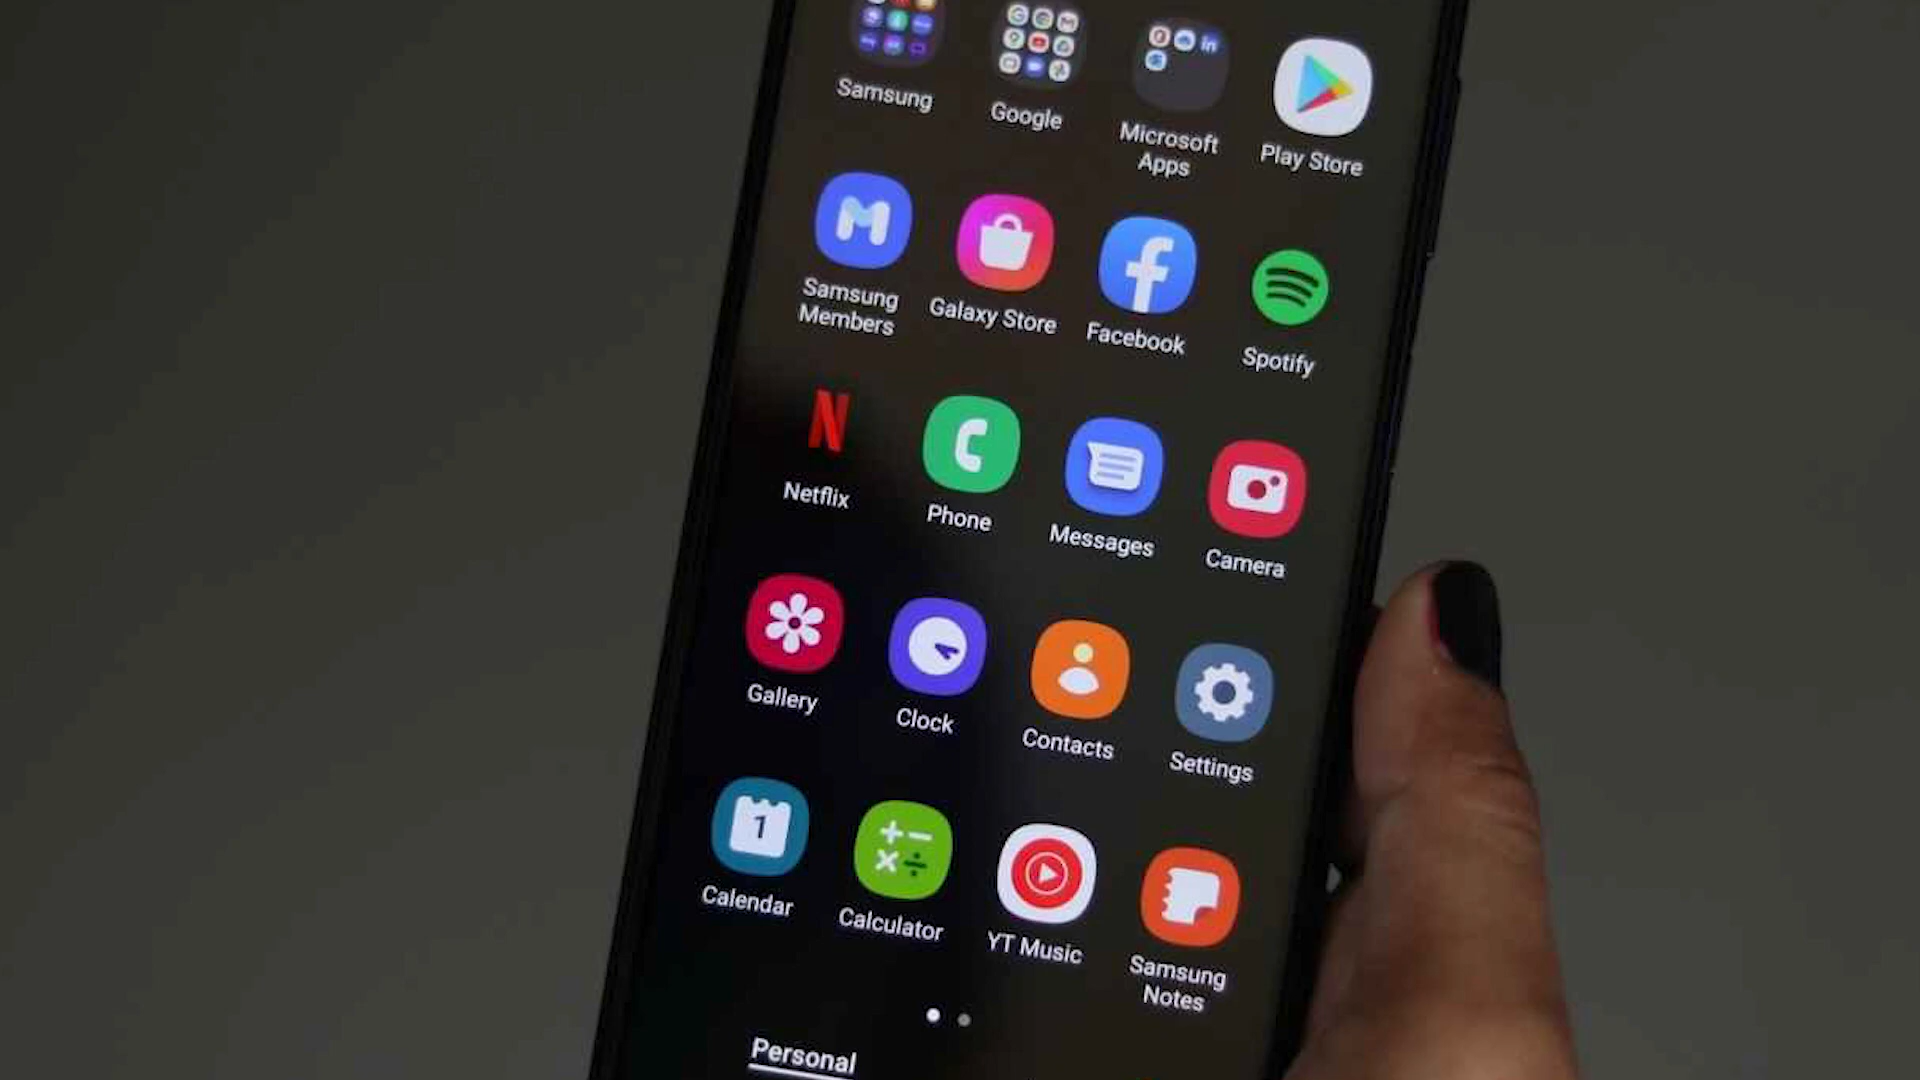 Samsung
Google
Microsoft
Apps
Play Store
Samsung
Members
Galaxy Store
Facebook
Spotify
Netflix
Phone
Messages
Camera
Gallery
Clock
Contacts
Settings
1
Calendar
Calculator
YT Music
Samsung
Notes
Personal